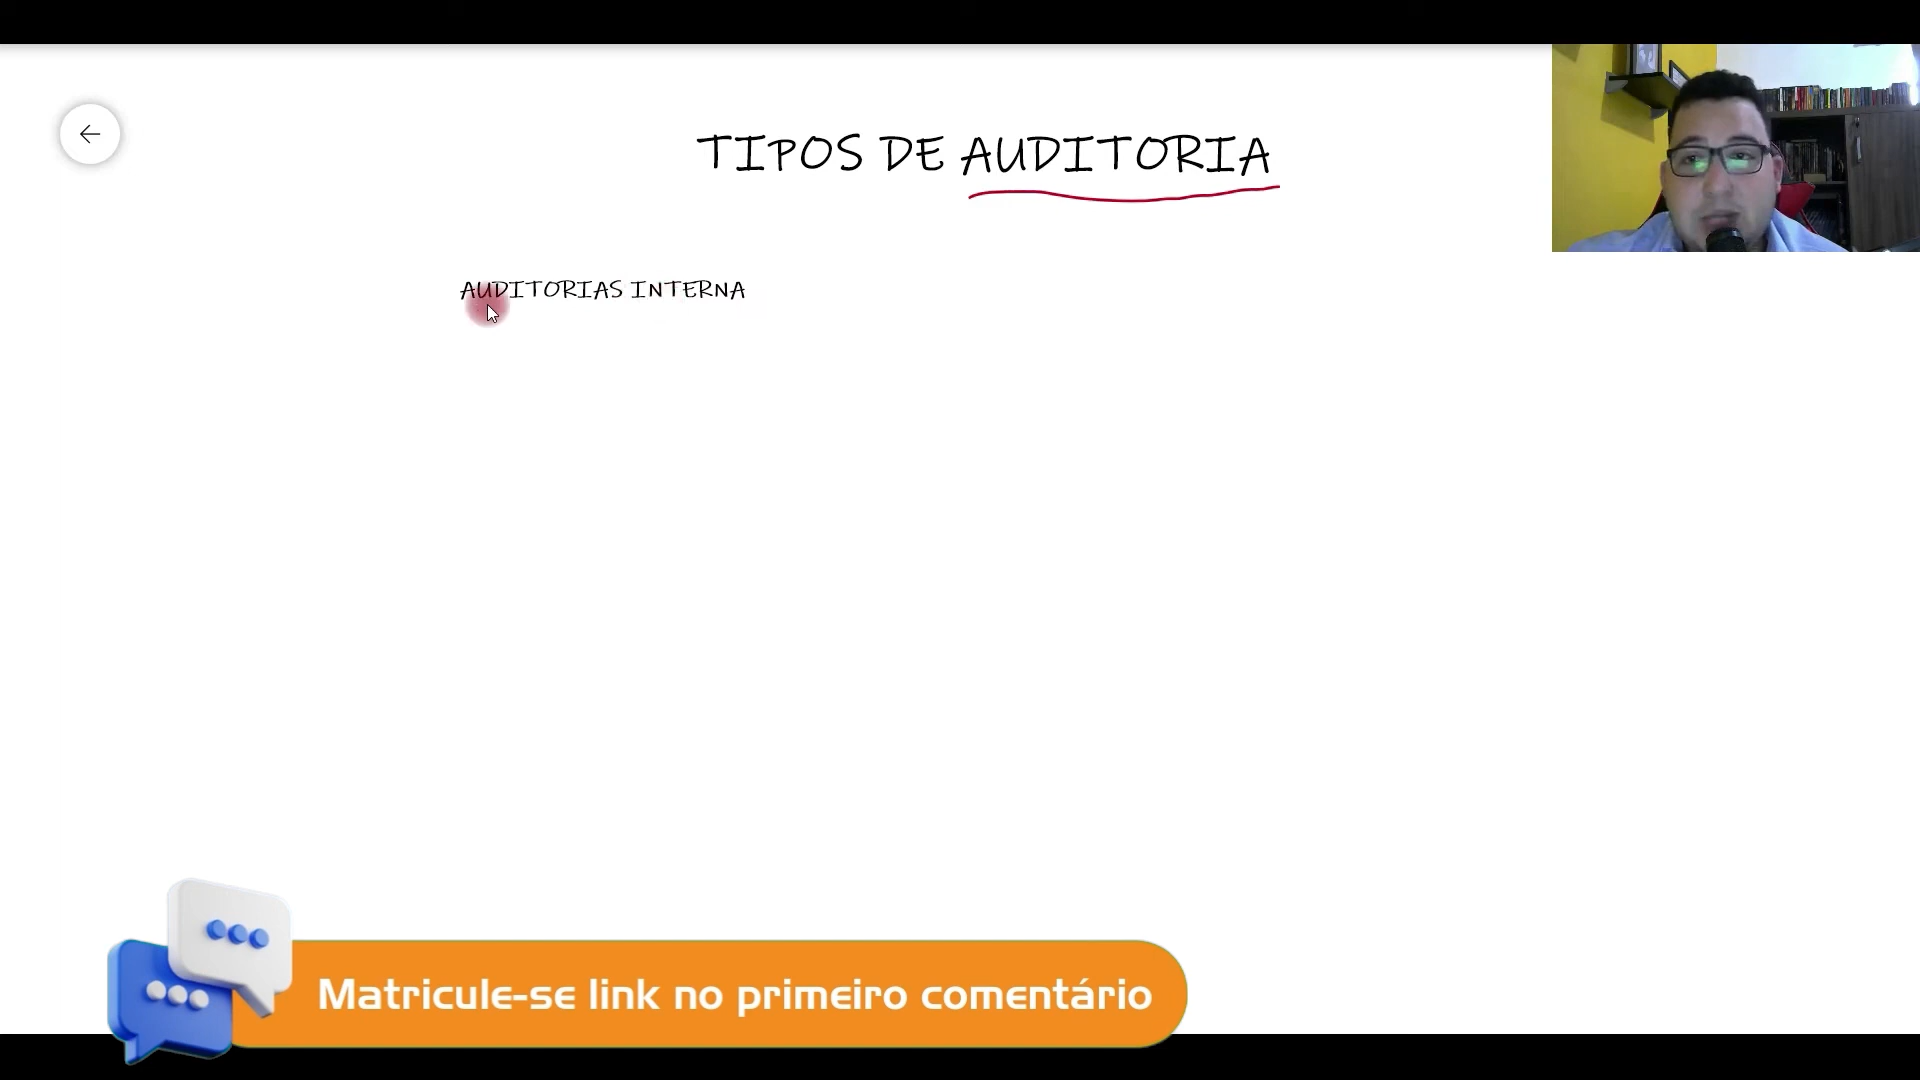 TIPOS DE AUDITORIA
AUDITORIAS INTERNA
Matricule-se link no primeiro comentário